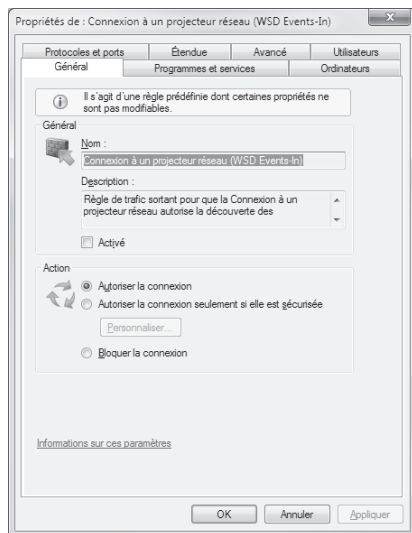 Propriétés de : Connexion à un projecteur réseau (WSD Events-In)
Protocoles et ports
Étendue
Avancé
Utilisateurs
Général
Programmes et services
Ordinateurs
Il s'agit d'une règle prédéfinie dont certaines propriétés ne
sont pas modifiables.
Général
Nom :
Connexion à un projecteur réseau (WSD Events-In)
Description :
Règle de trafic sortant pour que la Connexion à un
projecteur réseau autorise la découverte des
Activé
Action
Autoriser la connexion
Autoriser la connexion seulement si elle est sécurisée
Personnaliser...
Bloquer la connexion
Informations sur ces paramètres
OK
Annuler
Appliquer